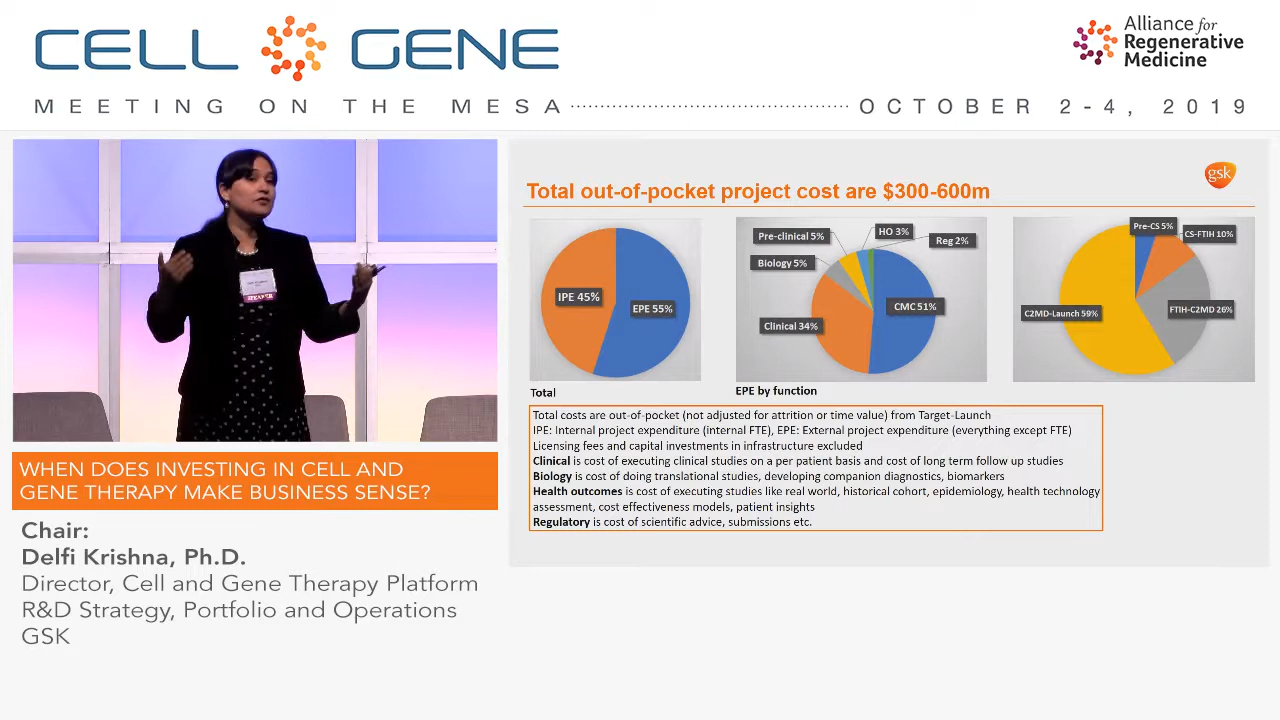 CELL GENE
Alliance for
Regenerative
Medicine
MEETING ON THE MESA
OCTOBER 2-4, 2019
SPEAKER
WHEN DOES INVESTING IN CELL AND
GENE THERAPY MAKE BUSINESS SENSE?
Chair:
Delfi Krishna, Ph.D.
Director, Cell and Gene Therapy Platform
R&D Strategy, Portfolio and Operations
GSK
gsk
Total out-of-pocket project cost are $300-600m
IPE 45%
EPE 55%
Total
Pre-clinical 5%
HO 3%
Reg 2%
Biology 5%
CMC 51%
Clinical 34%
EPE by function
Pre-CS 5%
CS-FTIH 10%
C2MD-Launch 59%
FTIH-C2MD 26%
Total costs are out-of-pocket (not adjusted for attrition or time value) from Target-Launch
IPE: Internal project expenditure (internal FTE), EPE: External project expenditure (everything except FTE)
Licensing fees and capital investments in infrastructure excluded
Clinical is cost of executing clinical studies on a per patient basis and cost of long term follow up studies
Biology is cost of doing translational studies, developing companion diagnostics, biomarkers
Health outcomes is cost of executing studies like real world, historical cohort, epidemiology, health technology
assessment, cost effectiveness models, patient insights
Regulatory is cost of scientific advice, submissions etc.